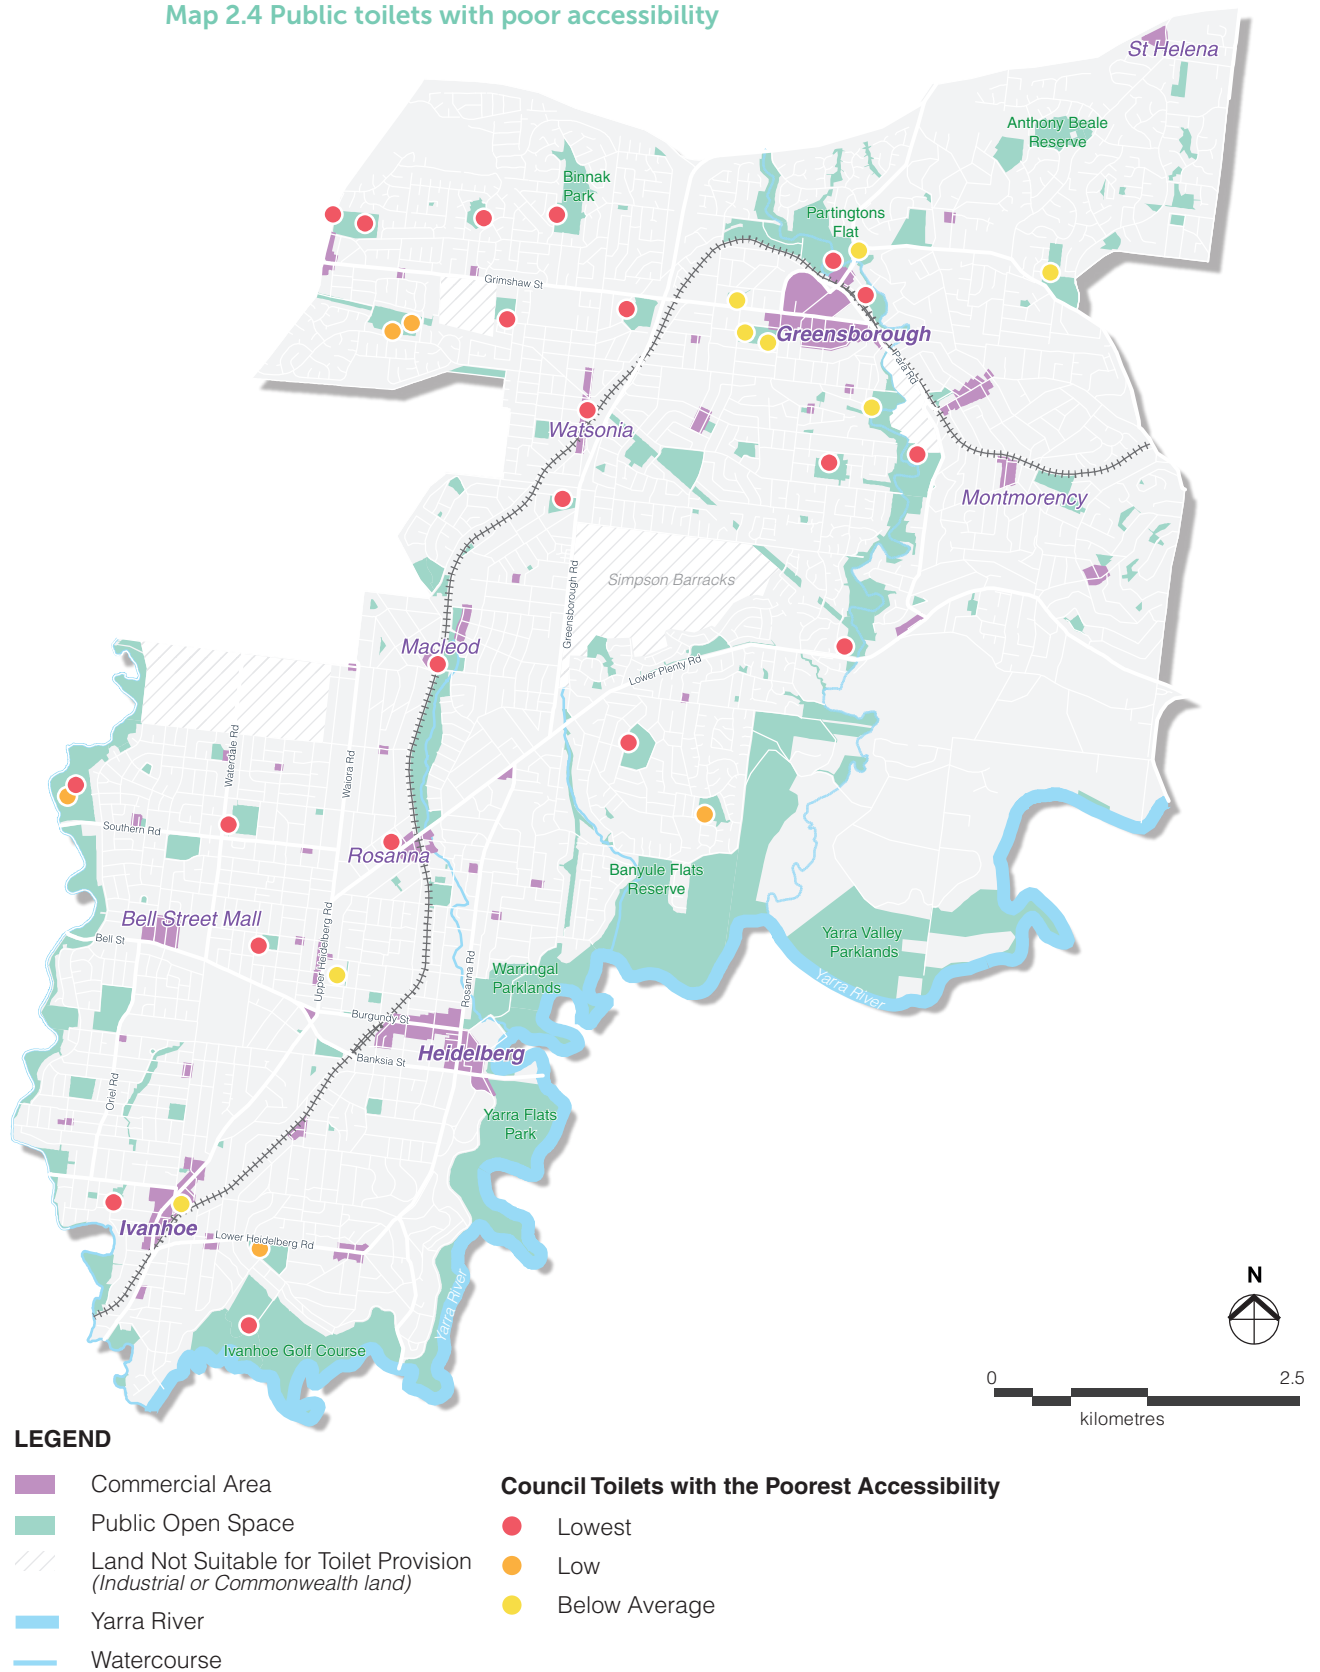 Map 2.4 Public toilets with poor accessibility
St Helena
Anthony Beale
Reserve
Binnak
Park
Partingtons
Flat
Grimshaw St
Greensborough
Para Rd
Watsonia
Montmorency
Simpson Barracks
Greensborough Rd
Macleod
Lower Plenty Rd
Waterdale Rd
Waiora Rd
Southern Rd
Rosanna
Banyule Flats
Reserve
Bell Street Mall
Bell St
Upper Heidelberg Rd
Yarra Valley
Parklands
Yarra River
Rosanna Rd
Warringal
Parklands
Burgundy St
Heidelberg
Banksia St
Oriel Rd
Yarra Flats
Park
Ivanhoe
Lower Heidelberg Rd
Yarra River
Ivanhoe Golf Course
N
0 2.5
kilometres
LEGEND
Commercial Area
Public Open Space
Land Not Suitable for Toilet Provision
(Industrial or Commonwealth land)
Yarra River
Watercourse
Council Toilets with the Poorest Accessibility
Lowest
Low
Below Average